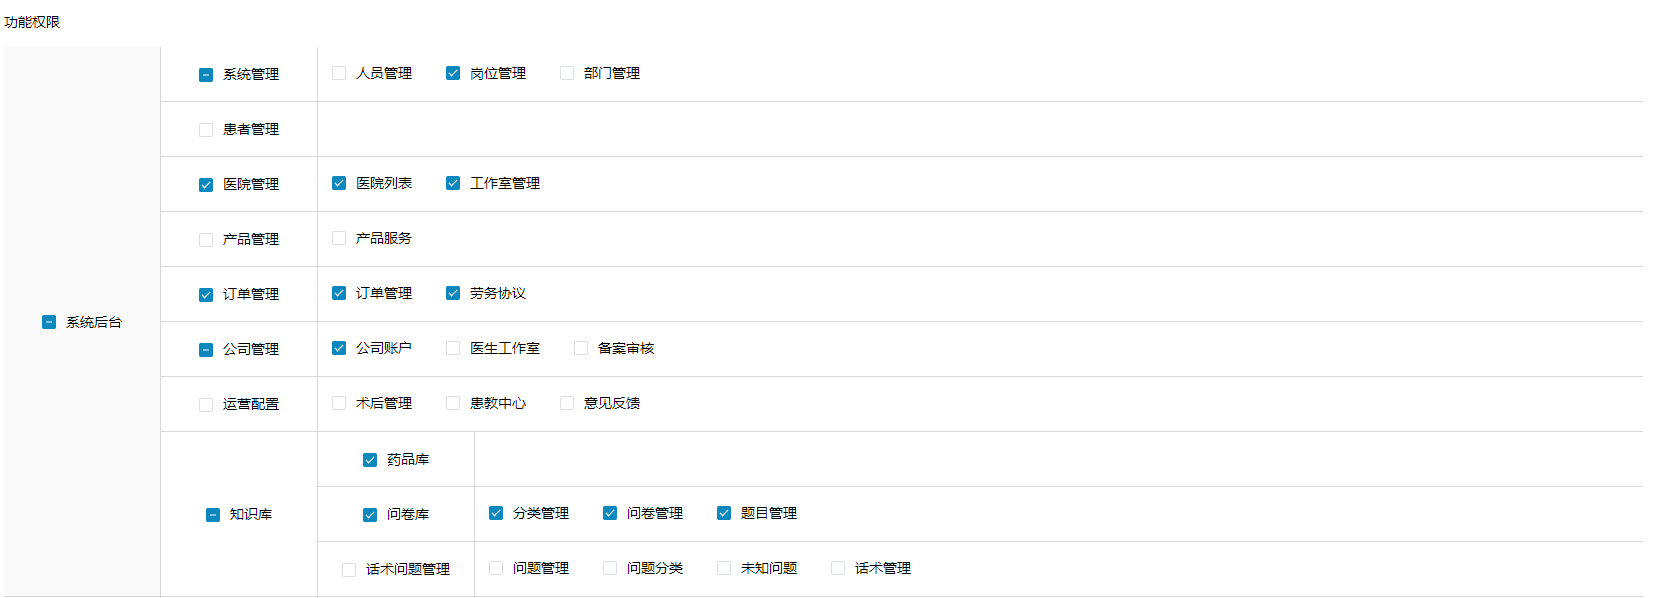 功能权限
系统管理 人员管理 岗位管理 部门管理
患者管理
医院管理 医院列表 工作室管理
产品管理 产品服务
订单管理 订单管理 劳务协议
系统后台
公司管理 公司账户 医生工作室 备案审核
运营配置 术后管理 患教中心 意见反馈
药品库
知识库 问卷库 分类管理 问卷管理 题目管理
话术问题管理 问题管理 问题分类 未知问题 话术管理